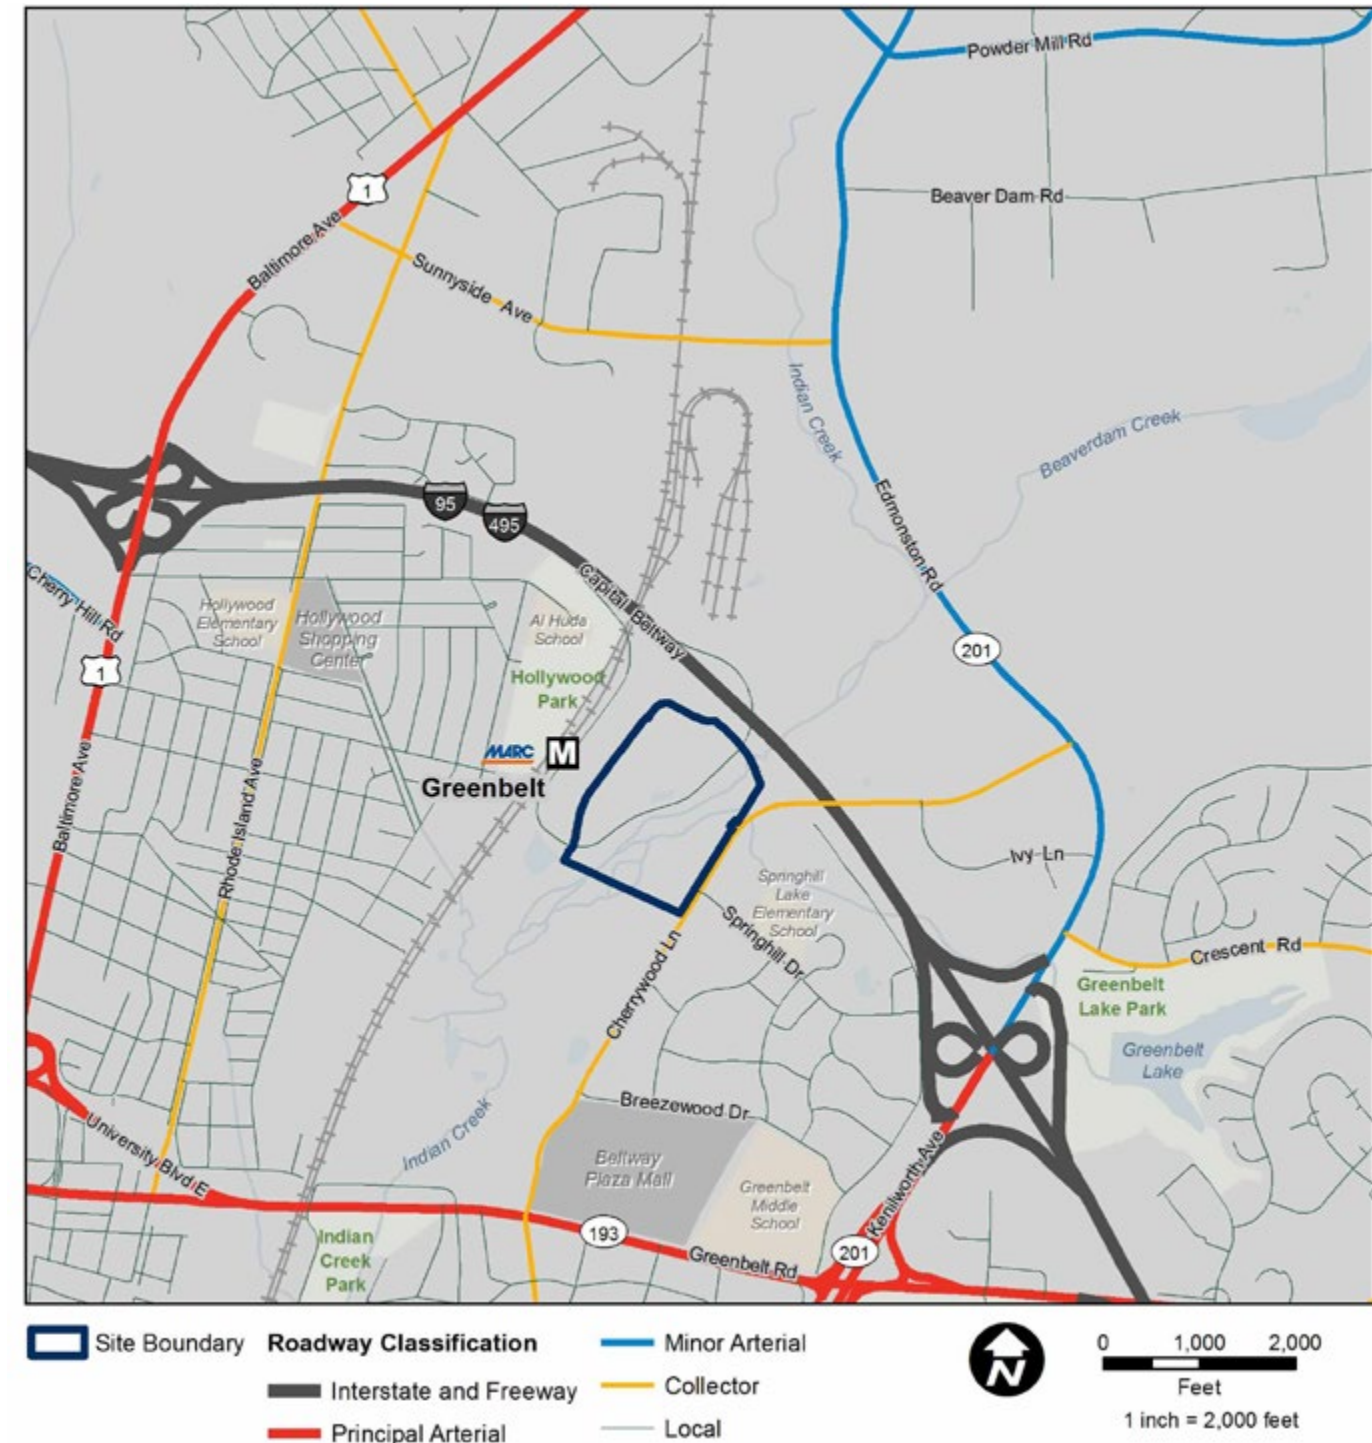 Powder Mill Rd
1
Beaver Dam Rd
Baltimore Ave
Sunnyside Ave
Indian Creek
Beaverdam Creek
95
495
Edmonston Rd
Capital Beltway
Cherry Hill Rd
Hollywood
Elementary
School
Hollywood
Shopping
Center
Al Huda
School
201
1
Hollywood
Park
MARC
M
Greenbelt
Baltimore Ave
Rhode Island Ave
Ivy Ln
Springhill
Lake
Elementary
School
Springhill Dr
Cherrywood Ln
Crescent Rd
Greenbelt
Lake Park
Greenbelt
Lake
Breezewood Dr
Indian Creek
University Blvd E
Beltway
Plaza Mall
Greenbelt
Middle
School
Kenilworth Ave
193
201
Greenbelt Rd
Indian
Creek
Park
Site Boundary
Roadway Classification
Interstate and Freeway
Principal Arterial
Minor Arterial
Collector
Local
N
0 1,000 2,000
Feet
1 inch = 2,000 feet